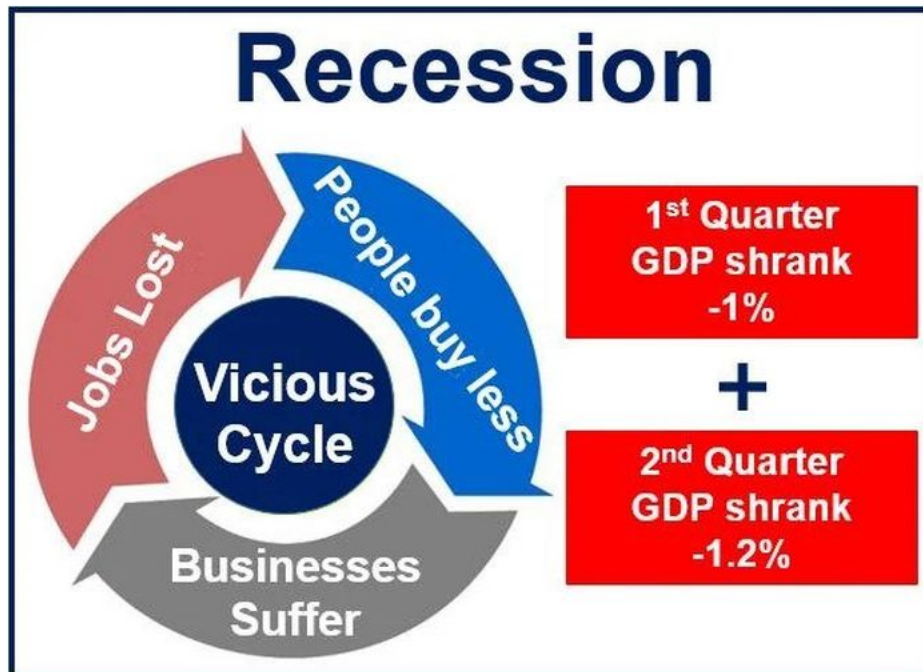 Recession
Jobs Lost
People buy less
Vicious
Cycle
Businesses
Suffer
1st Quarter
GDP shrank
-1%
+
2nd Quarter
GDP shrank
-1.2%